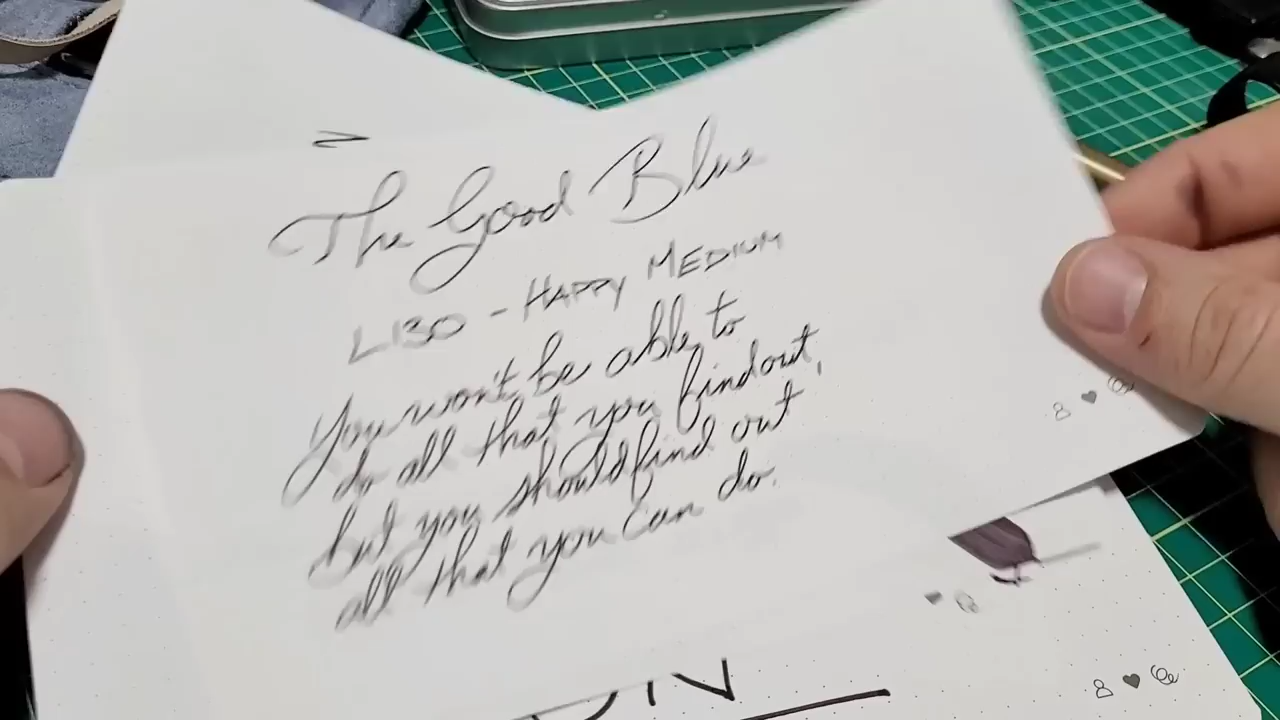 The Good Blue
L130 - HAPPY MEDIUM
You won't be able to
do all that you find out,
but you should find out
all that you can do.